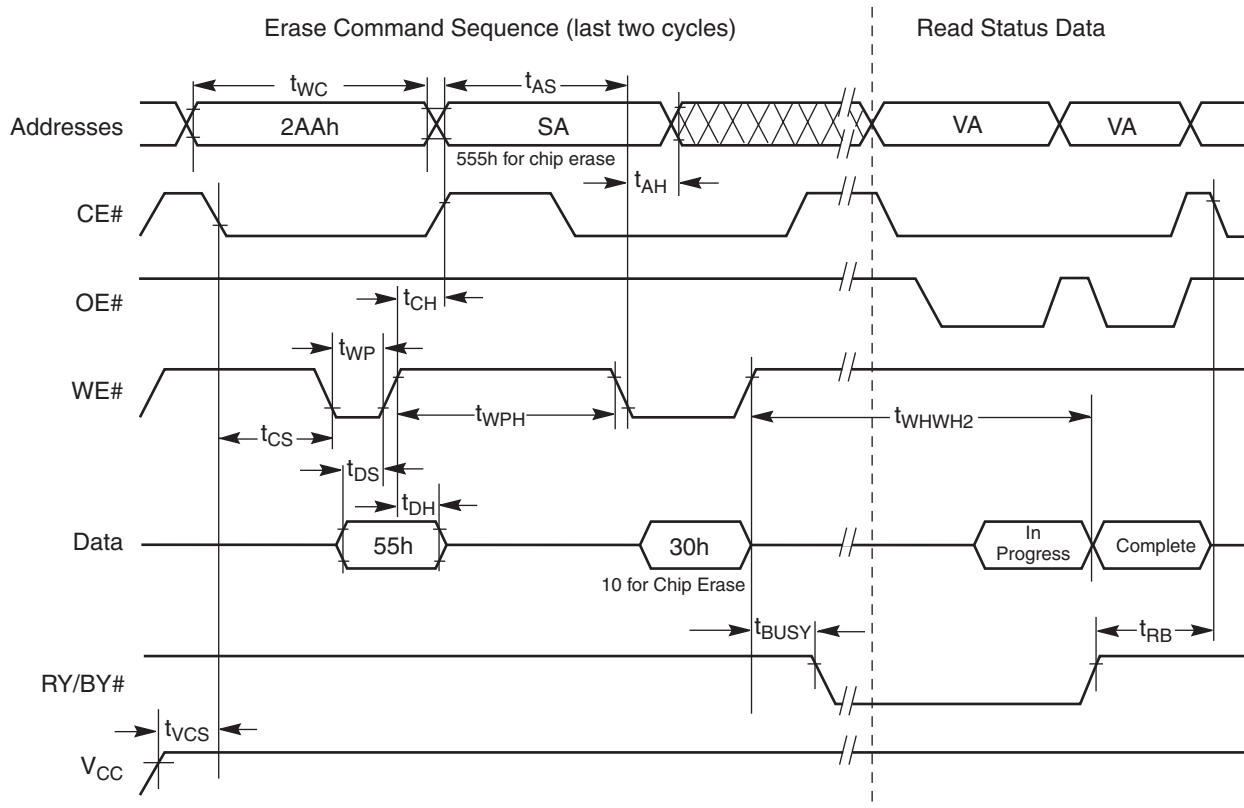 Erase Command Sequence (last two cycles)
Read Status Data
tWC
tAS
Addresses
2AAh
SA
VA
VA
555h for chip erase
tAH
CE#
OE#
tCH
tWP
WE#
tWPH
tWHWH2
tCS
tDS
tDH
Data
55h
30h
In
Progress
Complete
10 for Chip Erase
tBUSY
tRB
RY/BY#
tVCS
VCC